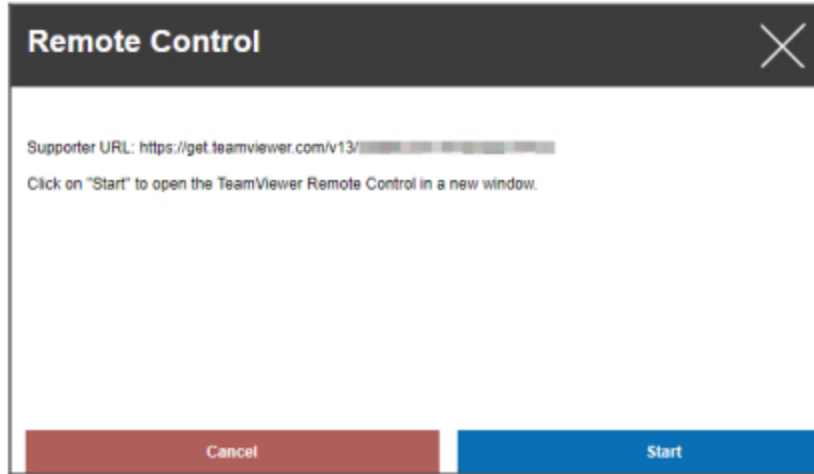 Remote Control
Supporter URL: https://get.teamviewer.com/v13/
Click on "Start" to open the TeamViewer Remote Control in a new window.
Cancel
Start